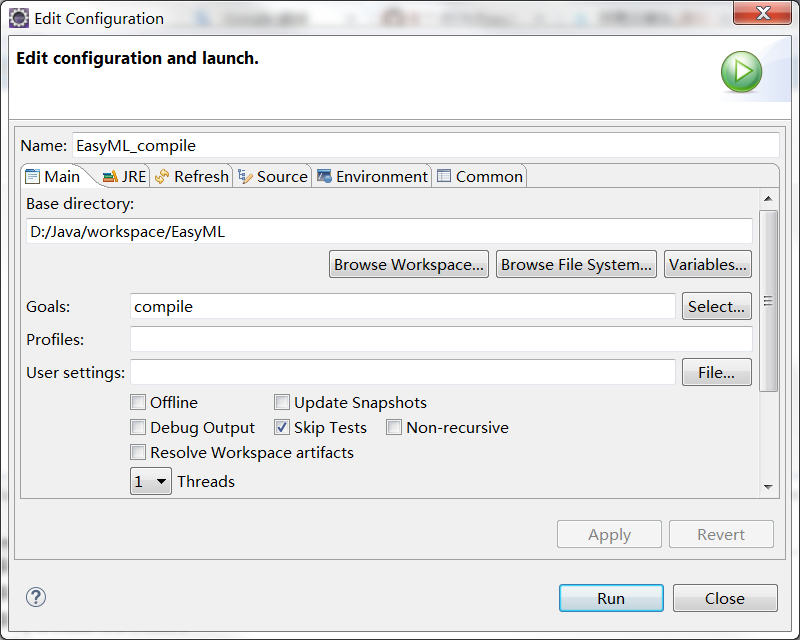 Edit Configuration
Edit configuration and launch.
Name: EasyML_compile
Main JRE Refresh Source Environment Common
Base directory:
D:/Java/workspace/EasyML
Browse Workspace... Browse File System... Variables...
Goals: compile Select...
Profiles:
User settings: File...
Offline Update Snapshots
Debug Output Skip Tests Non-recursive
Resolve Workspace artifacts
1 Threads
Apply Revert
? Run Close